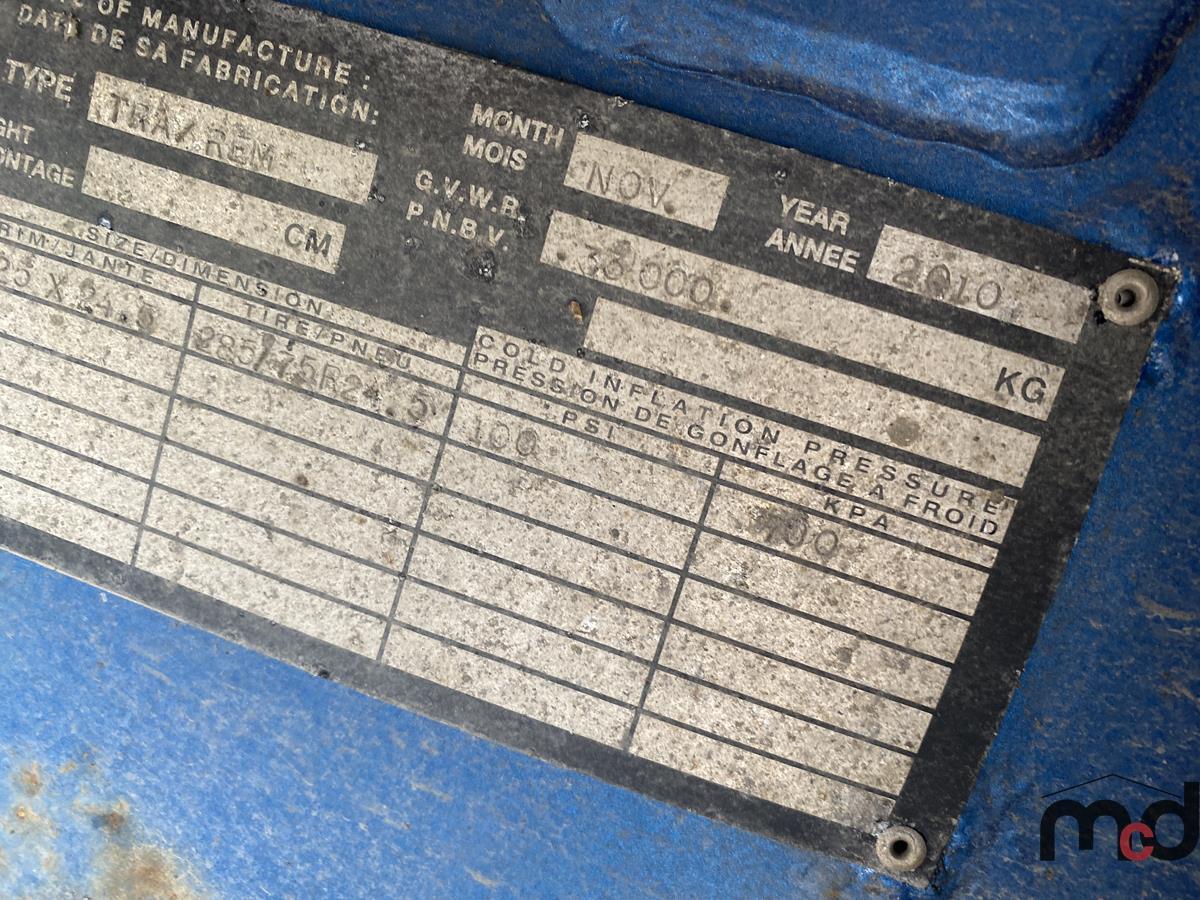 OF MANUFACTURE :
DATE DE SA FABRICATION:
TYPE TRA/REM
MONTH
MOIS NOV.
YEAR
ANNEE 2010
CM
G.V.W.R.
P.N.B.V. 000 KG
SIZE/DIMENSION
RIM/JANTE TIRE/PNEU
COLD INFLATION PRESSURE
PRESSION DE GONFLAGE A FROID
PSI KPA
285/75R24.5 100 700
mcd